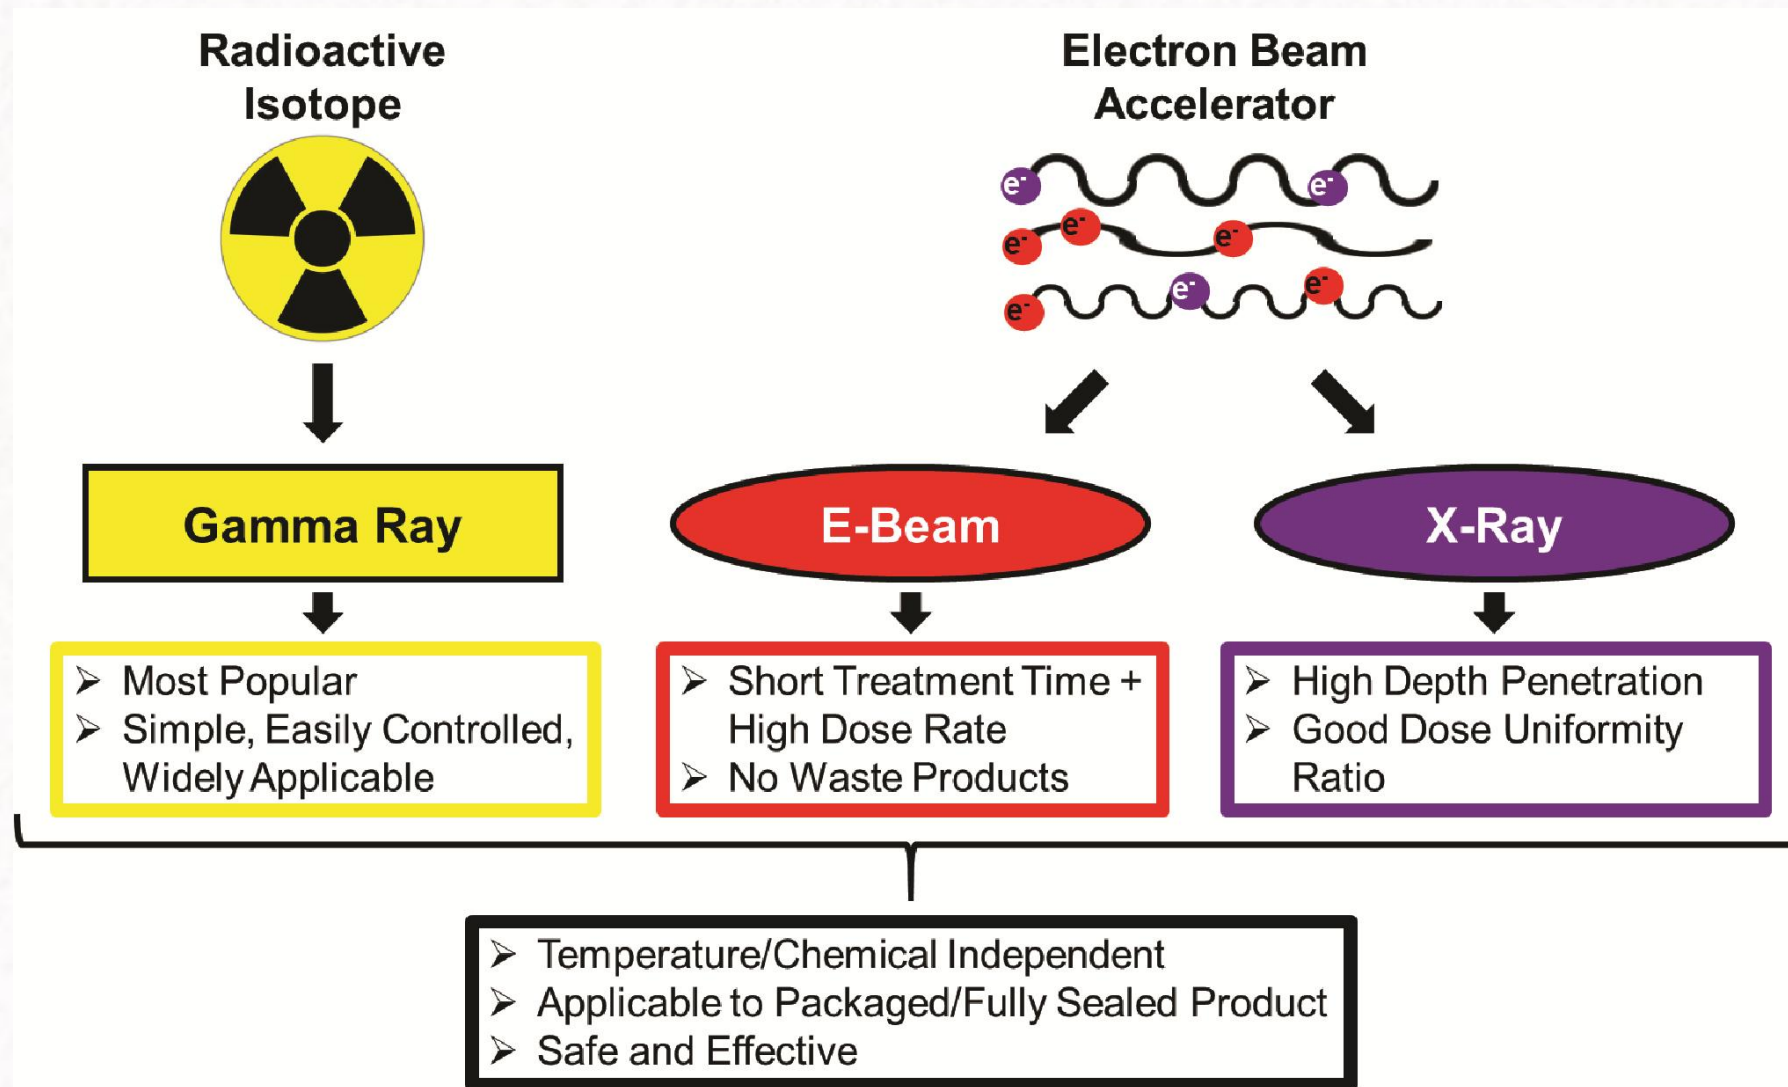 Radioactive
Isotope
Electron Beam
Accelerator
e-
e-
e-
e-
e-
e-
e-
e-
Gamma Ray
E-Beam
X-Ray
➢ Most Popular
➢ Simple, Easily Controlled,
Widely Applicable
➢ Short Treatment Time +
High Dose Rate
➢ No Waste Products
➢ High Depth Penetration
➢ Good Dose Uniformity
Ratio
➢ Temperature/Chemical Independent
➢ Applicable to Packaged/Fully Sealed Product
➢ Safe and Effective